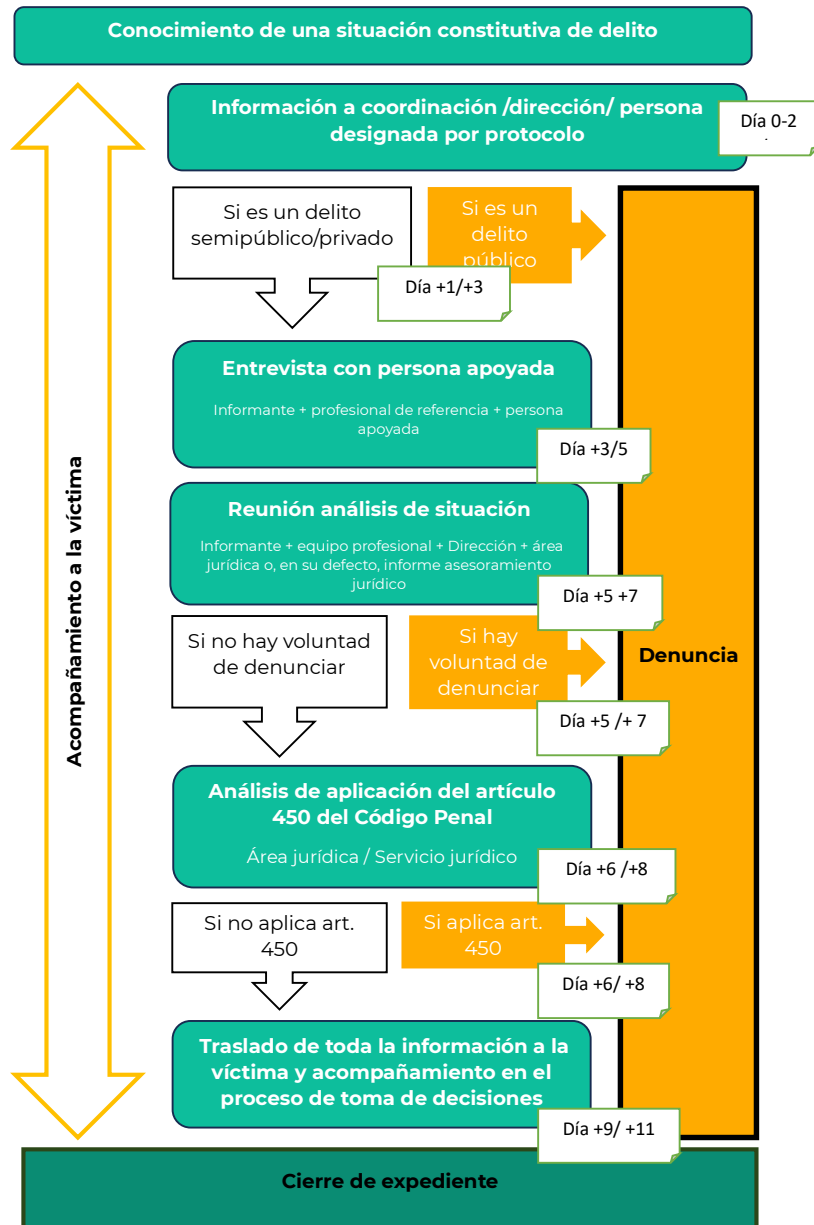 Conocimiento de una situación constitutiva de delito
Información a coordinación /dirección/ persona
designada por protocolo
Día 0-2
.
Si es un delito
semipúblico/privado
Si es un
delito
público
Día +1/+3
Entrevista con persona apoyada
Informante + profesional de referencia + persona
apoyada
Día +3/5
Reunión análisis de situación
Informante + equipo profesional + Dirección + área
jurídica o, en su defecto, informe asesoramiento
jurídico
Día +5 +7
Si no hay voluntad
de denunciar
Si hay
voluntad de
denunciar
Día +5 /+ 7
Denuncia
Acompañamiento a la víctima
Análisis de aplicación del artículo
450 del Código Penal
Área jurídica / Servicio jurídico
Día +6 /+8
Si no aplica art.
450
Si aplica art.
450
Día +6/ +8
Traslado de toda la información a la
víctima y acompañamiento en el
proceso de toma de decisiones
Día +9/ +11
Cierre de expediente